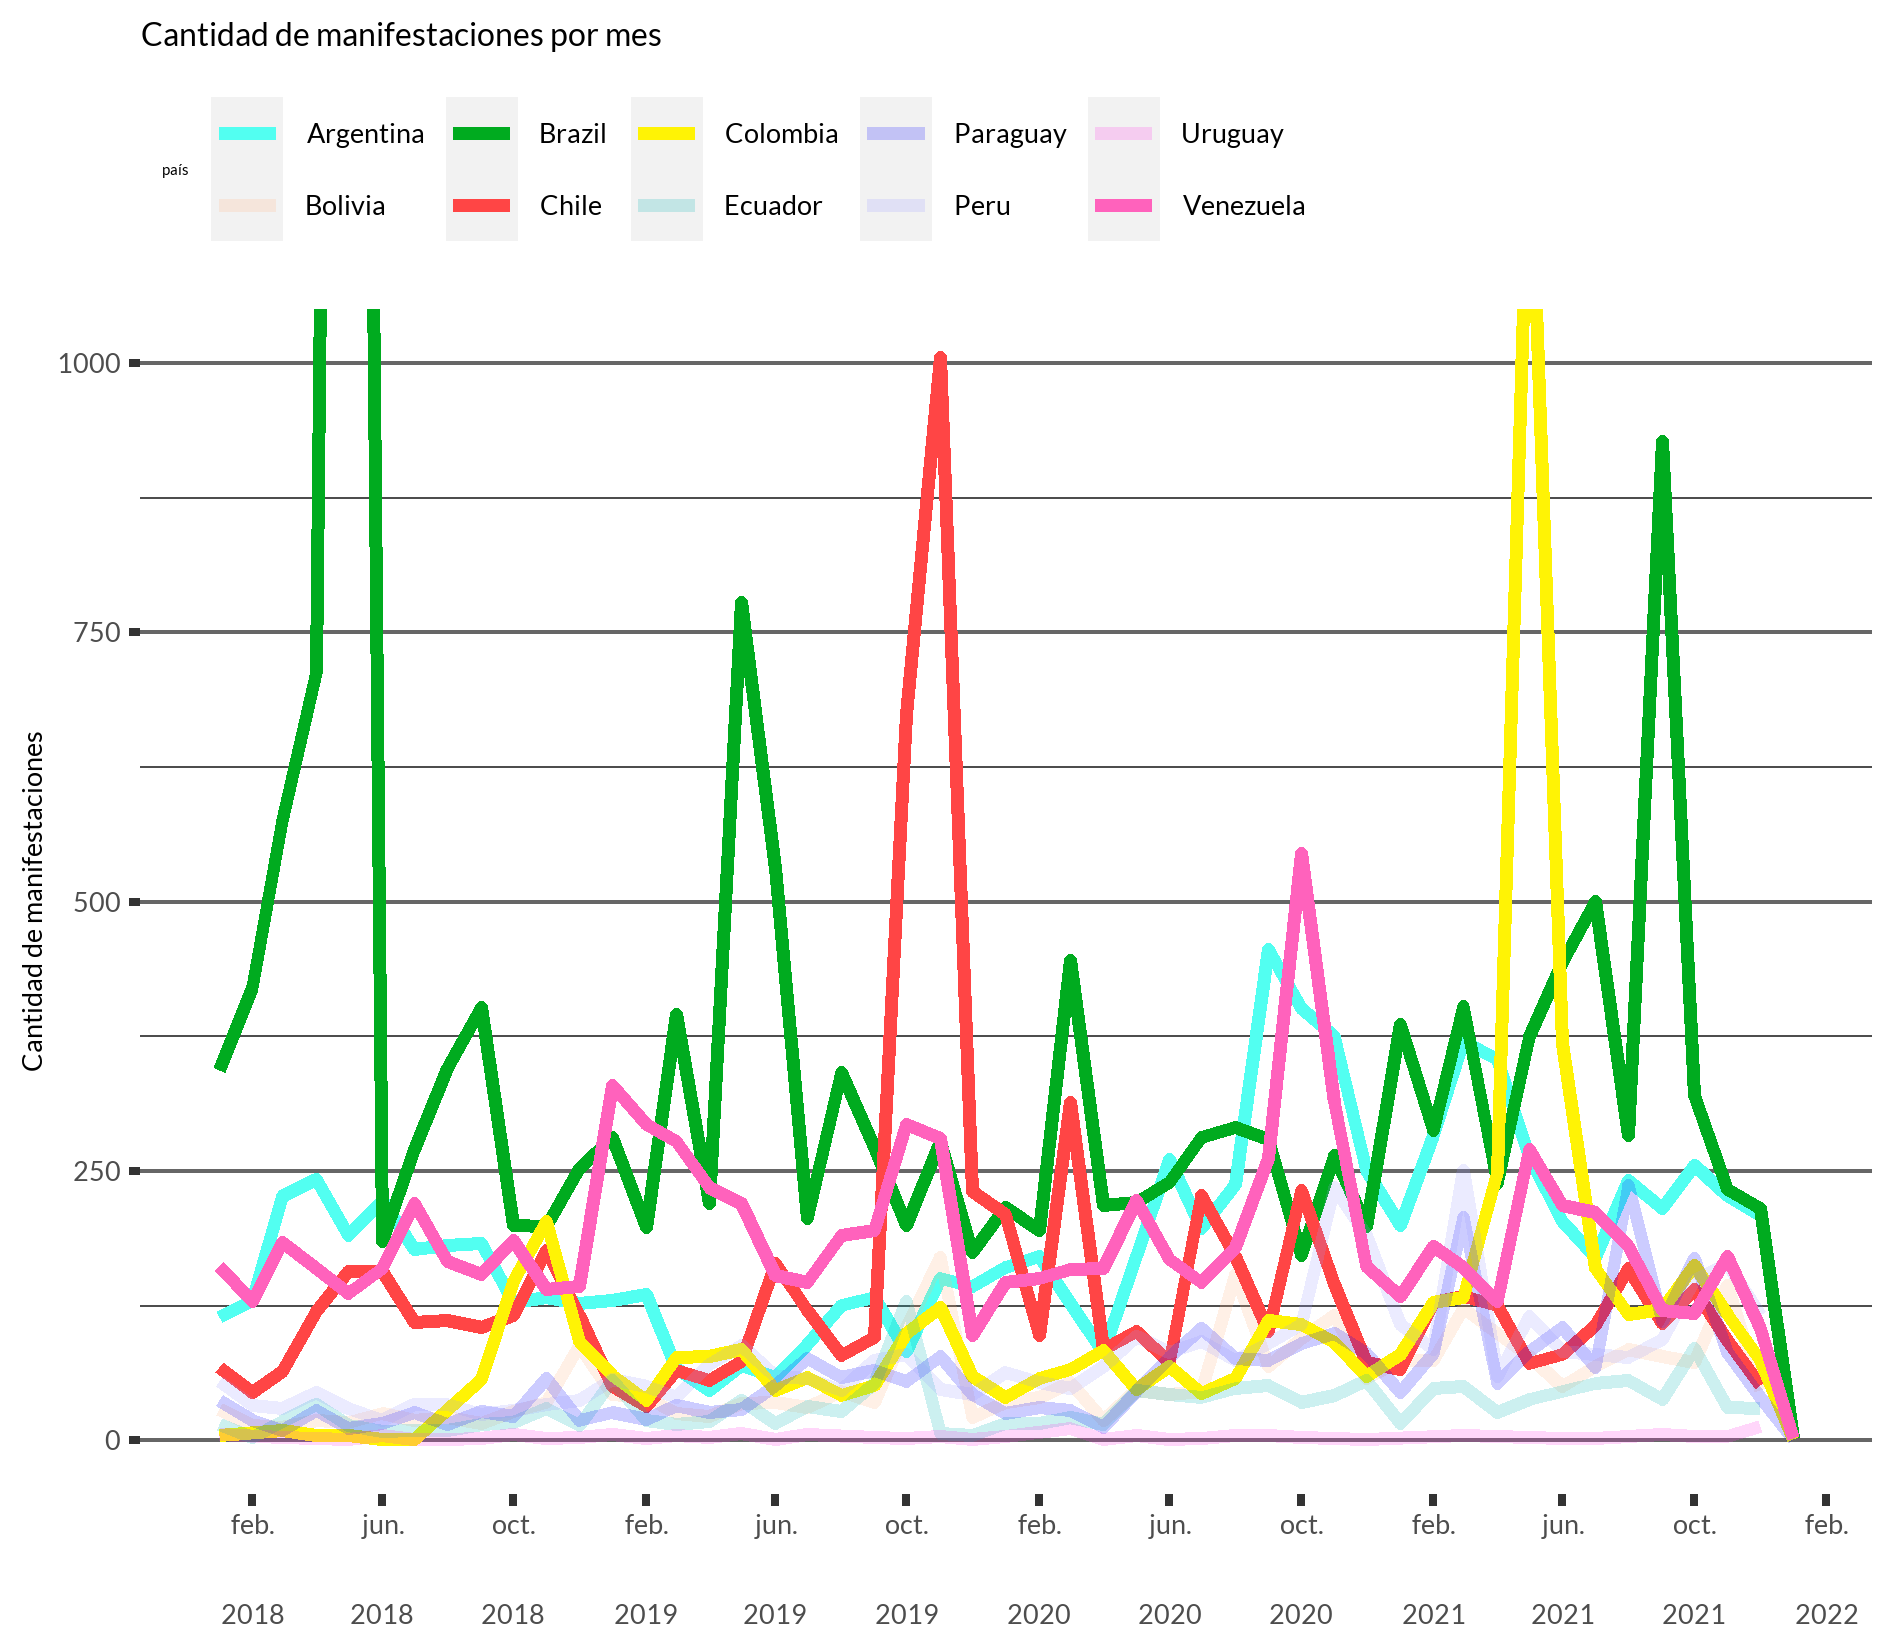 Cantidad de manifestaciones por mes
país
Argentina Brazil Colombia Paraguay Uruguay
Bolivia Chile Ecuador Peru Venezuela
Cantidad de manifestaciones
1000
750
500
250
0
feb. jun. oct. feb. jun. oct. feb. jun. oct. feb. jun. oct. feb.
2018 2018 2018 2019 2019 2019 2020 2020 2020 2021 2021 2021 2022